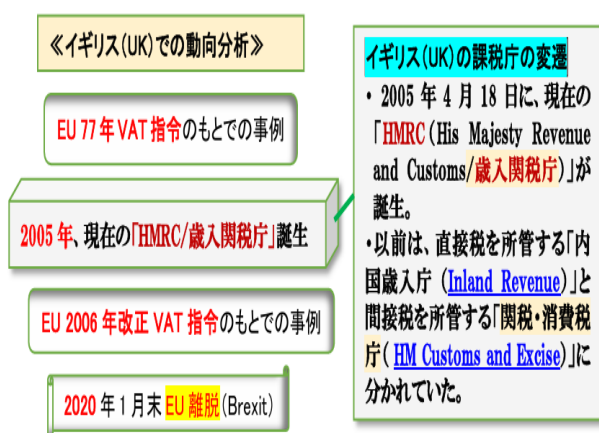 ≪イギリス(UK)での動向分析≫
EU 77年VAT指令のもとでの事例
2005年、現在の「HMRC/歳入関税庁」誕生
EU 2006年改正VAT指令のもとでの事例
2020年1月末EU離脱(Brexit)
イギリス(UK)の課税庁の変遷
・ 2005年4月18日に、現在の
「HMRC(His Majesty Revenue
and Customs/歳入関税庁)」が
誕生。
・以前は、直接税を所管する「内
国歳入庁 (Inland Revenue)」と
間接税を所管する「関税・消費税
庁( HM Customs and Excise)」に
分かれていた。